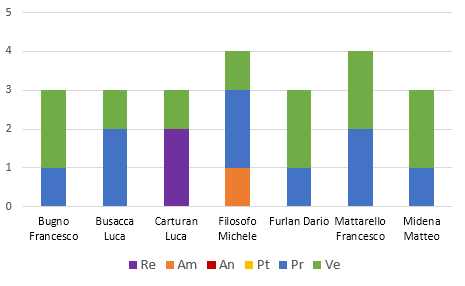 5
4
3
2
1
0
Bugno Busacca Carturan Filosofo Furlan Dario Mattarello Midena
Francesco Luca Luca Michele Francesco Matteo
Re Am An Pt Pr Ve